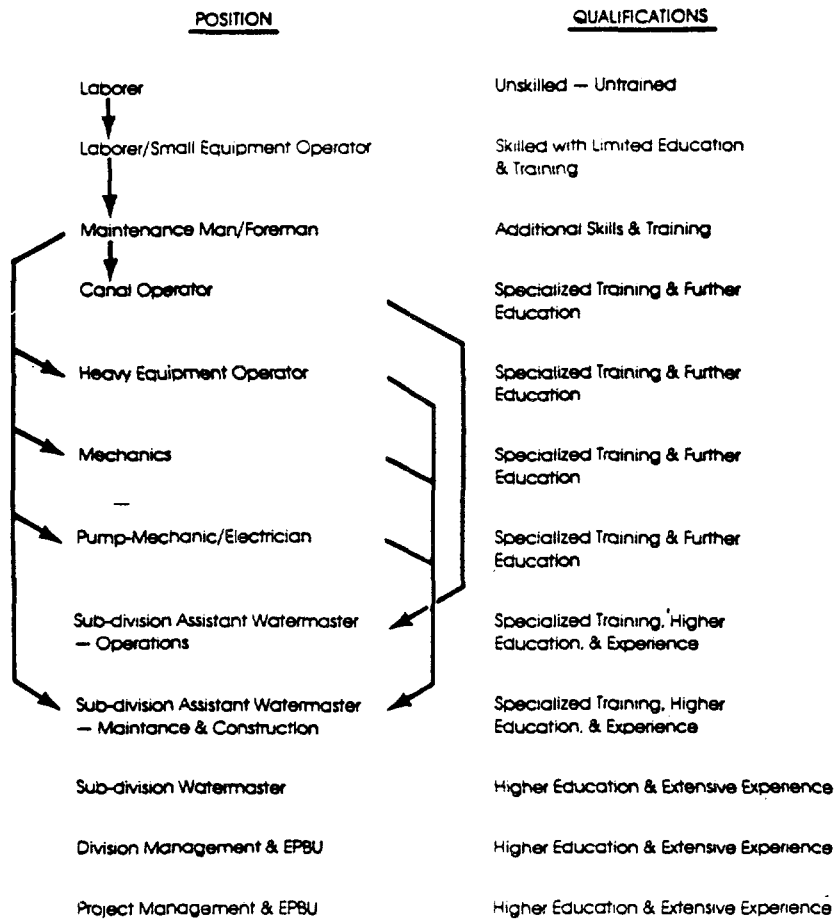 POSITION QUALIFICATIONS
Laborer Unskilled — Untrained
Laborer/Small Equipment Operator Skilled with Limited Education
& Training
Maintenance Man/Foreman Additional Skills & Training
Canal Operator Specialized Training & Further
Education
Heavy Equipment Operator Specialized Training & Further
Education
Mechanics Specialized Training & Further
Education
Pump-Mechanic/Electrician Specialized Training & Further
Education
Sub-division Assistant Watermaster Specialized Training, Higher
— Operations Education, & Experience
Sub-division Assistant Watermaster Specialized Training, Higher
— Maintance & Construction Education, & Experience
Sub-division Watermaster Higher Education & Extensive Experience
Division Management & EPBU Higher Education & Extensive Experience
Project Management & EPBU Higher Education & Extensive Experience